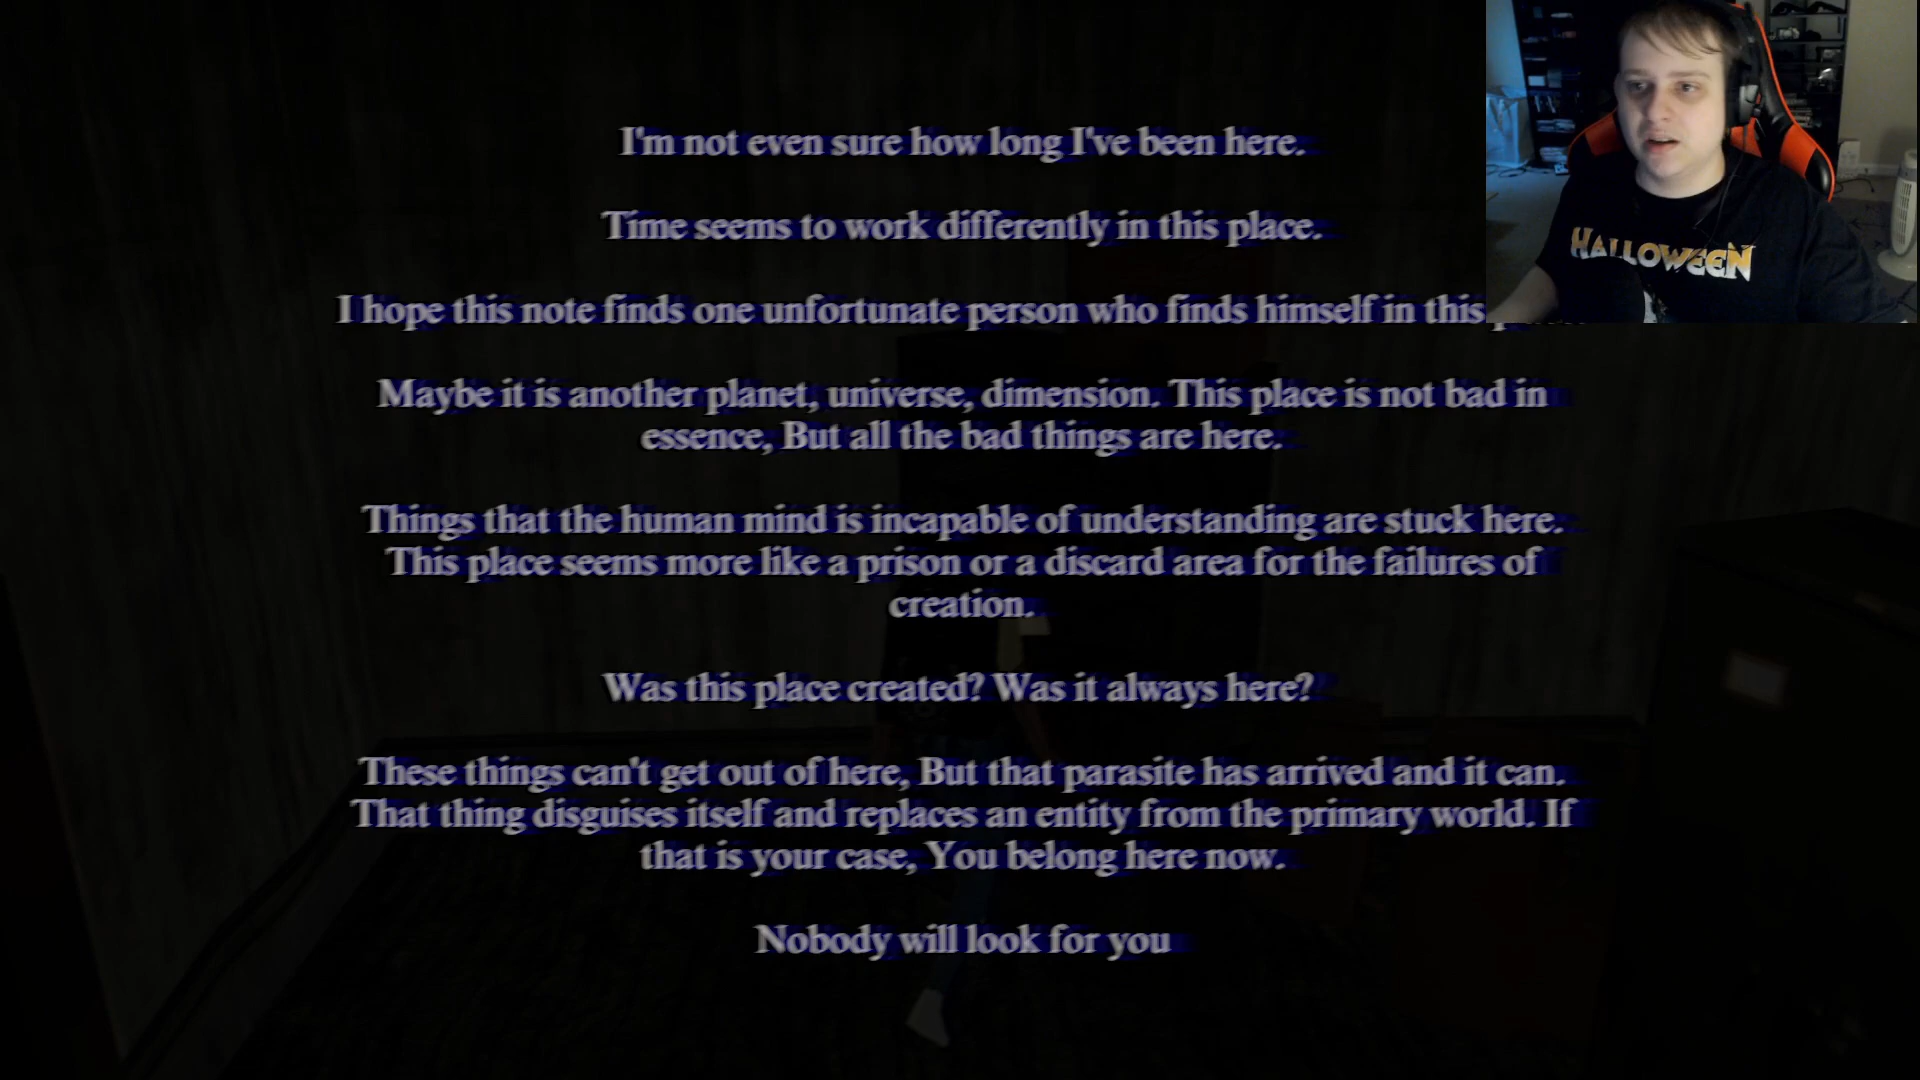 I'm not even sure how long I've been here.
Time seems to work differently in this place.
I hope this note finds one unfortunate person who finds himself in this
Maybe it is another planet, universe, dimension. This place is not bad in
essence, But all the bad things are here.
Things that the human mind is incapable of understanding are stuck here.
This place seems more like a prison or a discard area for the failures of
creation.
Was this place created? Was it always here?
These things can't get out of here, But that parasite has arrived and it can.
That thing disguises itself and replaces an entity from the primary world. If
that is your case, You belong here now.
Nobody will look for you
HALLOWEEN